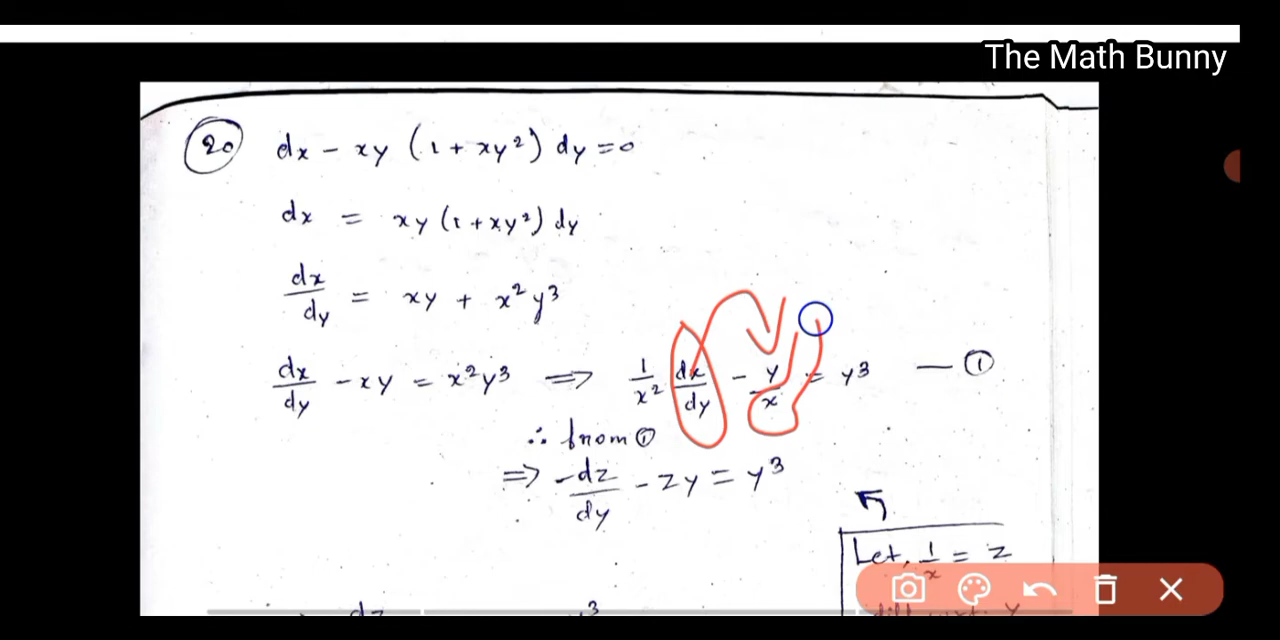 The Math Bunny
20 dx - xy (1 + xy²) dy = 0
dx = xy (1 + xy²) dy
dx/dy = xy + x²y³
dx/dy - xy = x²y³ ⇒ 1/x² dx/dy - y/x = y³ — ①
∴ from ①
⇒ -dz/dy - zy = y³
Let, 1/x = z